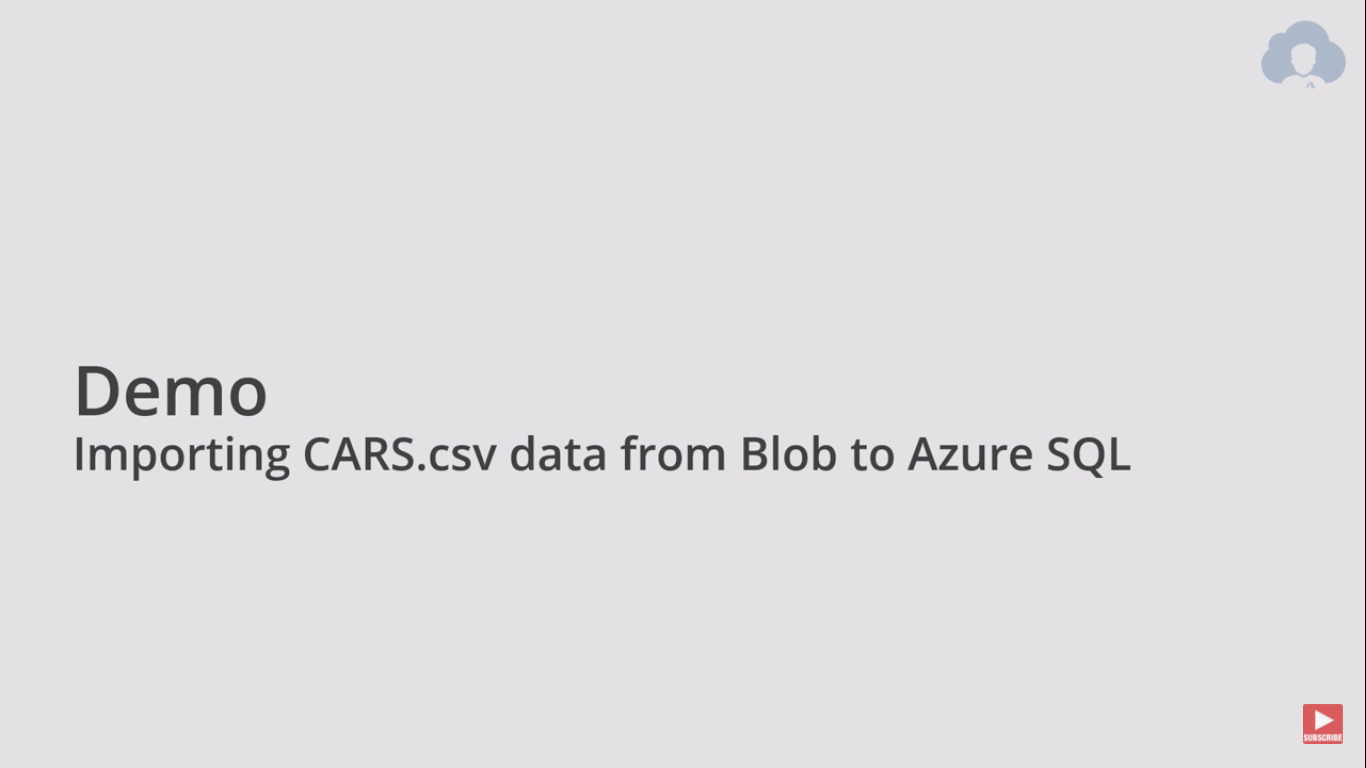 Demo
Importing CARS.csv data from Blob to Azure SQL
SUBSCRIBE